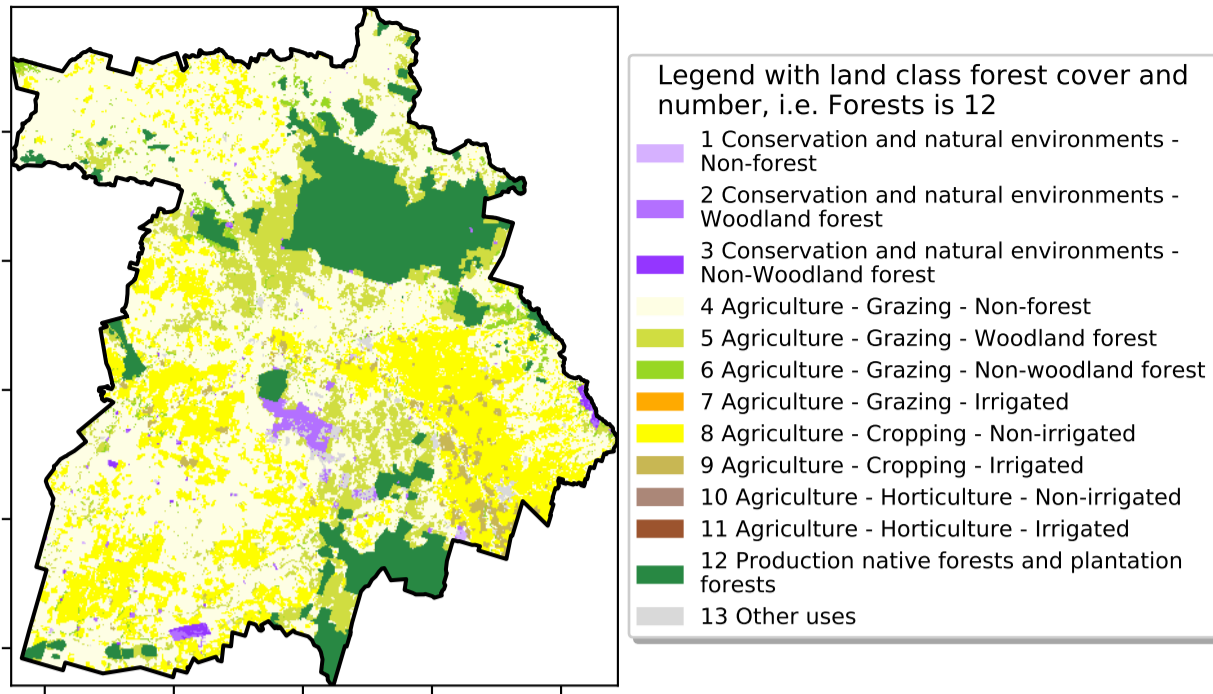 Legend with land class forest cover and
number, i.e. Forests is 12
1 Conservation and natural environments -
Non-forest
2 Conservation and natural environments -
Woodland forest
3 Conservation and natural environments -
Non-Woodland forest
4 Agriculture - Grazing - Non-forest
5 Agriculture - Grazing - Woodland forest
6 Agriculture - Grazing - Non-woodland forest
7 Agriculture - Grazing - Irrigated
8 Agriculture - Cropping - Non-irrigated
9 Agriculture - Cropping - Irrigated
10 Agriculture - Horticulture - Non-irrigated
11 Agriculture - Horticulture - Irrigated
12 Production native forests and plantation
forests
13 Other uses